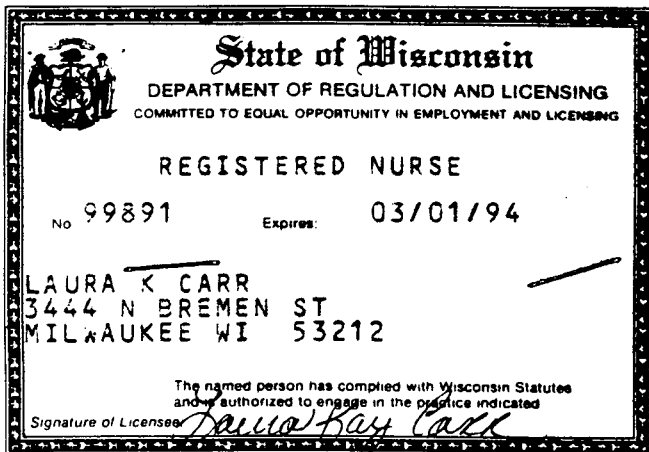 State of Wisconsin
DEPARTMENT OF REGULATION AND LICENSING
COMMITTED TO EQUAL OPPORTUNITY IN EMPLOYMENT AND LICENSING
REGISTERED NURSE
No 99891 Expires: 03/01/94
LAURA K CARR
3444 N BREMEN ST
MILWAUKEE WI 53212
The named person has complied with Wisconsin Statutes
and is authorized to engage in the practice indicated
Signature of Licensee Laura Kay Carr